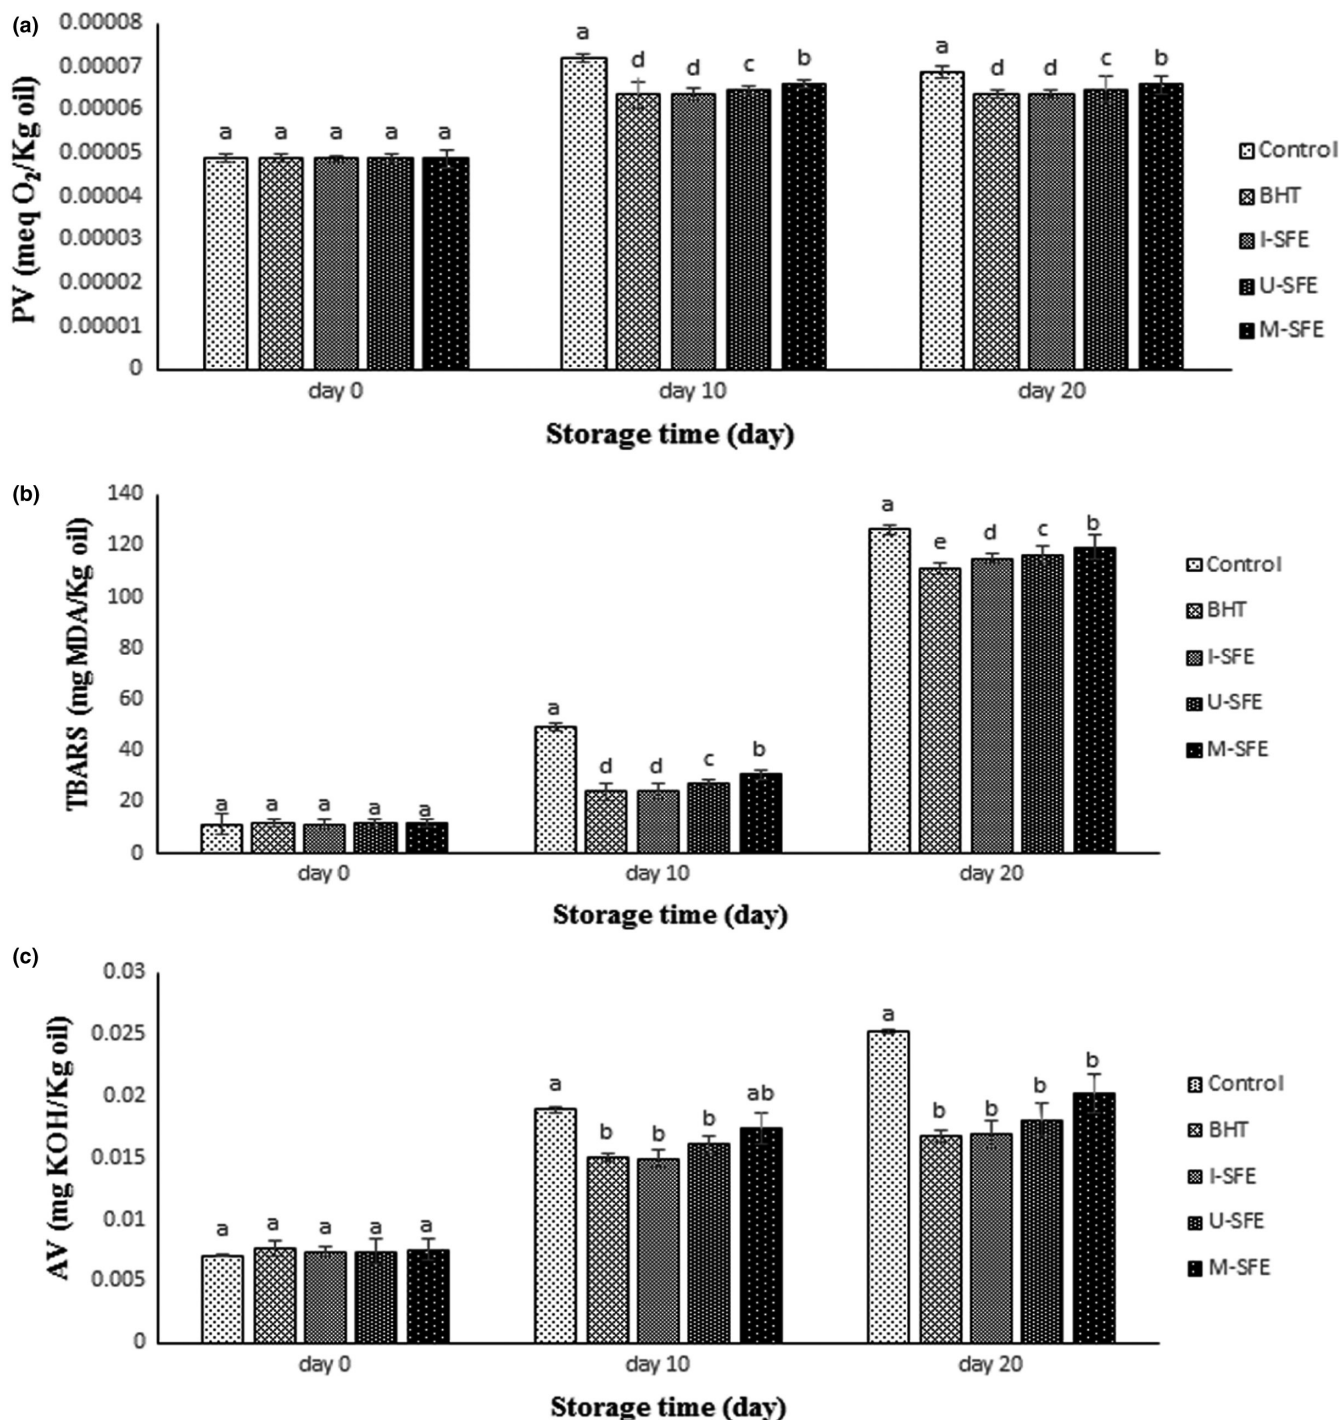 (a)
PV (meq O₂/Kg oil)
0.00008
0.00007
0.00006
0.00005
0.00004
0.00003
0.00002
0.00001
0
a a a a a
a d d c b
a d d c b
day 0 day 10 day 20
Storage time (day)
Control
BHT
I-SFE
U-SFE
M-SFE
(b)
TBARS (mg MDA/Kg oil)
140
120
100
80
60
40
20
0
a a a a a
a d d c b
a e d c b
day 0 day 10 day 20
Storage time (day)
Control
BHT
I-SFE
U-SFE
M-SFE
(c)
AV (mg KOH/Kg oil)
0.03
0.025
0.02
0.015
0.01
0.005
0
a a a a a
a b b b ab
a b b b b
day 0 day 10 day 20
Storage time (day)
Control
BHT
I-SFE
U-SFE
M-SFE